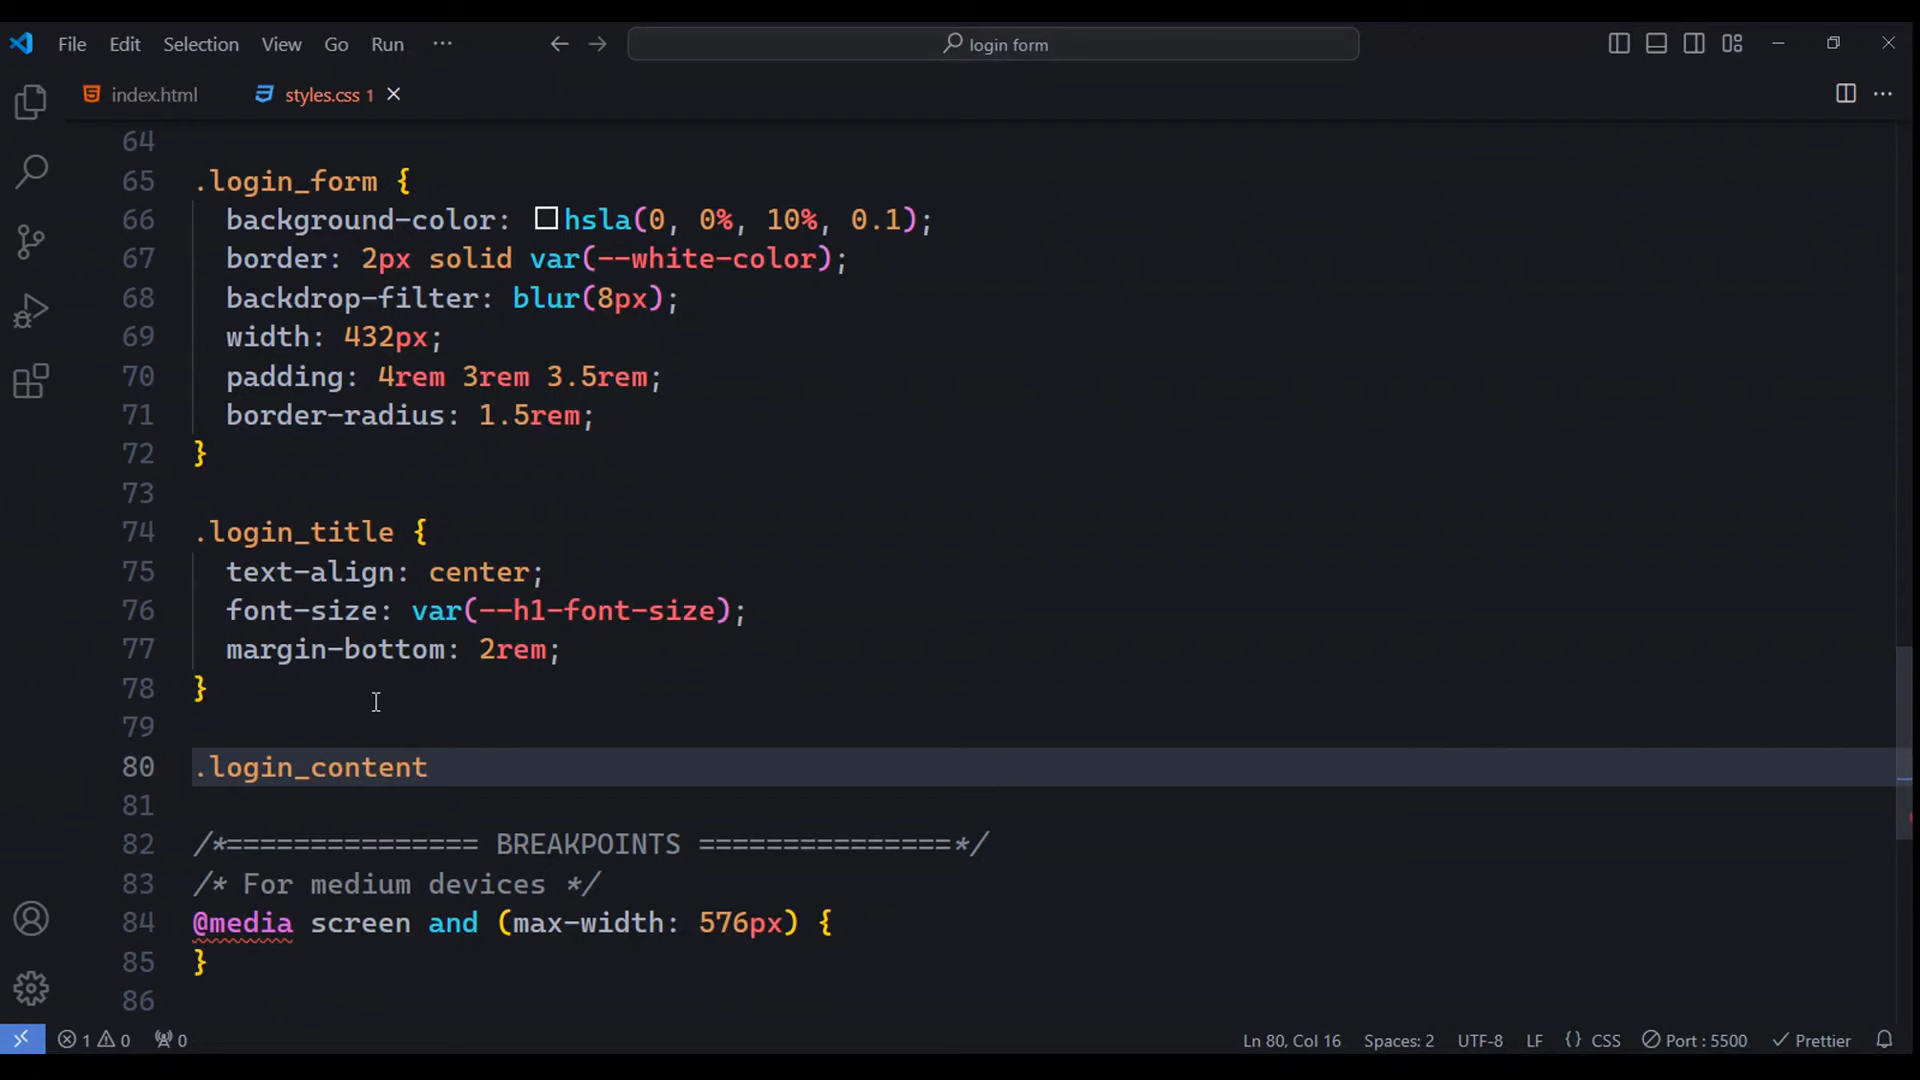 File Edit Selection View Go Run ··· login form
index.html styles.css 1
64
65 .login_form {
66 background-color: hsla(0, 0%, 10%, 0.1);
67 border: 2px solid var(--white-color);
68 backdrop-filter: blur(8px);
69 width: 432px;
70 padding: 4rem 3rem 3.5rem;
71 border-radius: 1.5rem;
72 }
73
74 .login_title {
75 text-align: center;
76 font-size: var(--h1-font-size);
77 margin-bottom: 2rem;
78 }
79
80 .login_content
81
82 /*=============== BREAKPOINTS ===============*/
83 /* For medium devices */
84 @media screen and (max-width: 576px) {
85 }
86
1 0 0 Ln 80, Col 16 Spaces: 2 UTF-8 LF {} CSS Port : 5500 Prettier